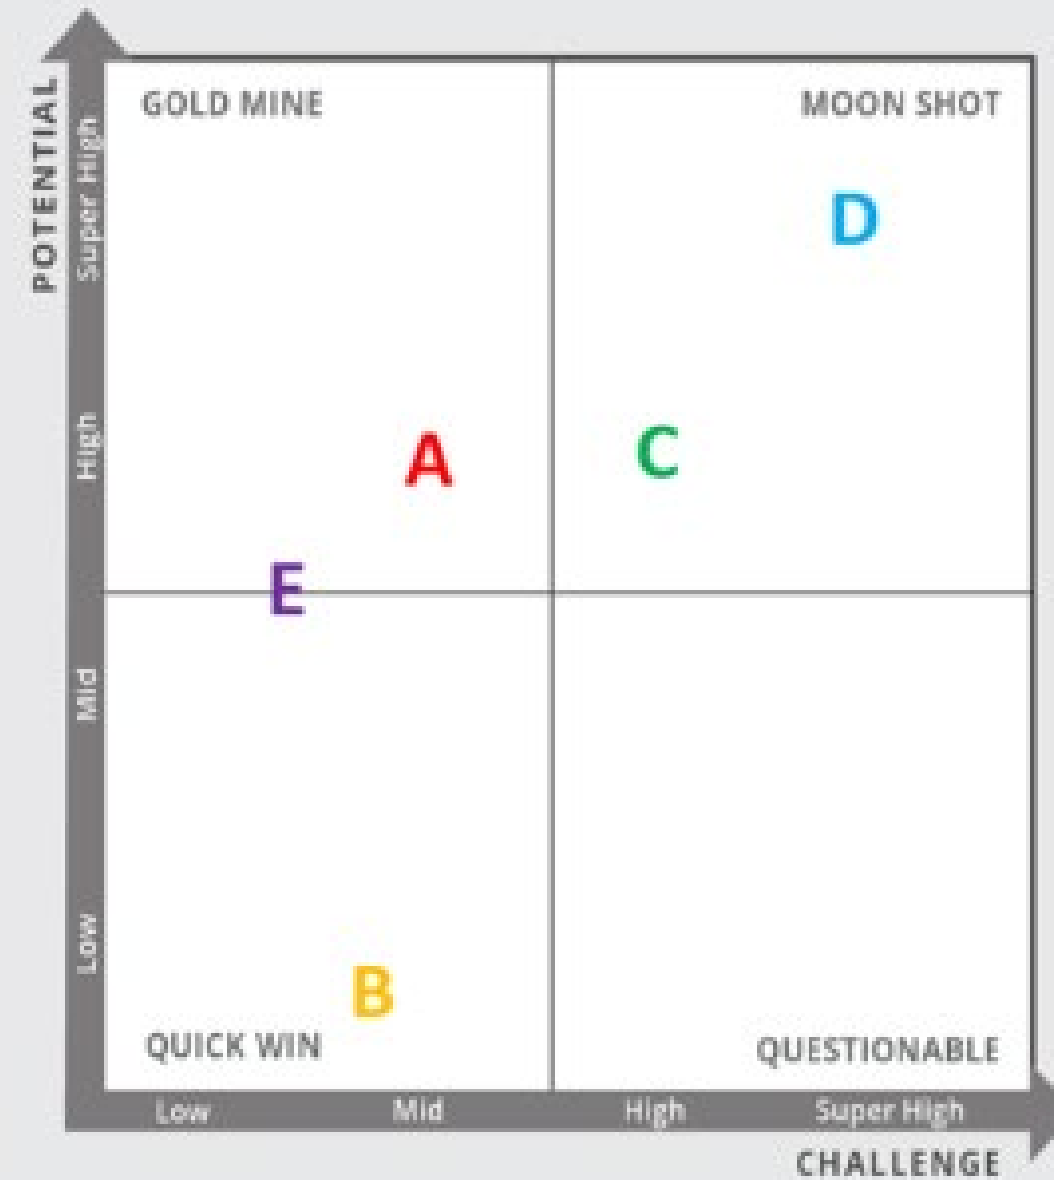 POTENTIAL
Super High
High
Mid
Low
GOLD MINE
MOON SHOT
D
A
C
E
B
QUICK WIN
QUESTIONABLE
Low Mid High Super High
CHALLENGE